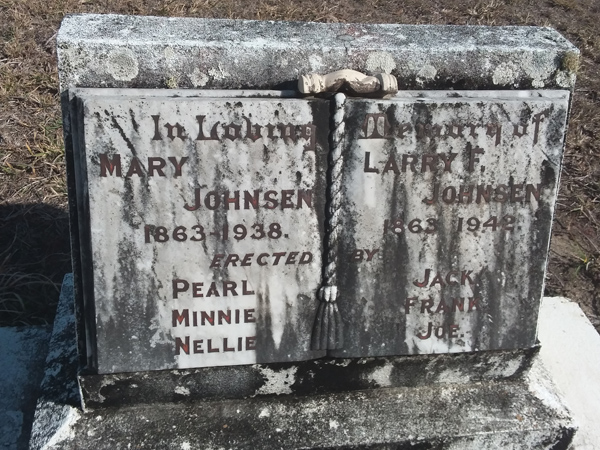 In Loving Memory of
MARY
JOHNSEN
1863-1938.
LARRY F.
JOHNSEN
1863 1942.
ERECTED BY
PEARL
MINNIE
NELLIE
JACK
FRANK
JOE.